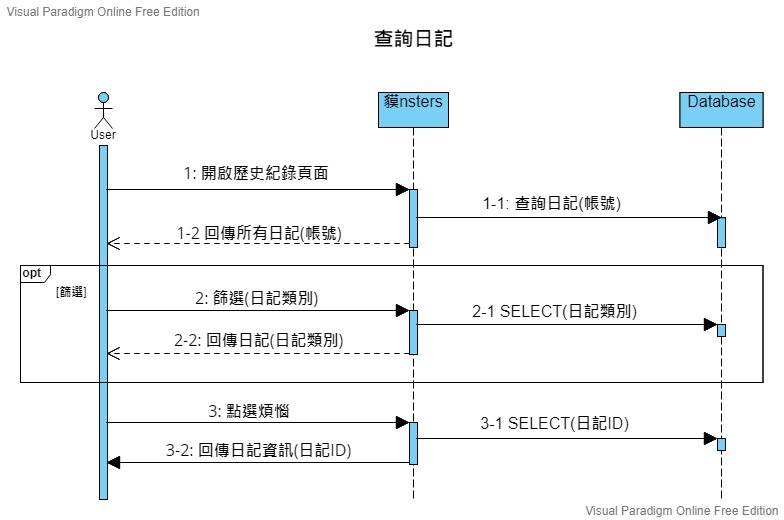 Visual Paradigm Online Free Edition
查詢日記
User
貘nsters
Database
1: 開啟歷史紀錄頁面
1-1: 查詢日記(帳號)
1-2 回傳所有日記(帳號)
opt
[篩選]
2: 篩選(日記類別)
2-1 SELECT(日記類別)
2-2: 回傳日記(日記類別)
3: 點選煩惱
3-1 SELECT(日記ID)
3-2: 回傳日記資訊(日記ID)
Visual Paradigm Online Free Edition